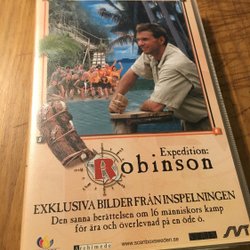 Expedition:
Robinson
EXKLUSIVA BILDER FRÅN INSPELNINGEN
Den sanna berättelsen om 16 människors kamp
för ära och överlevnad på en öde ö.
www.scanboxsweden.se